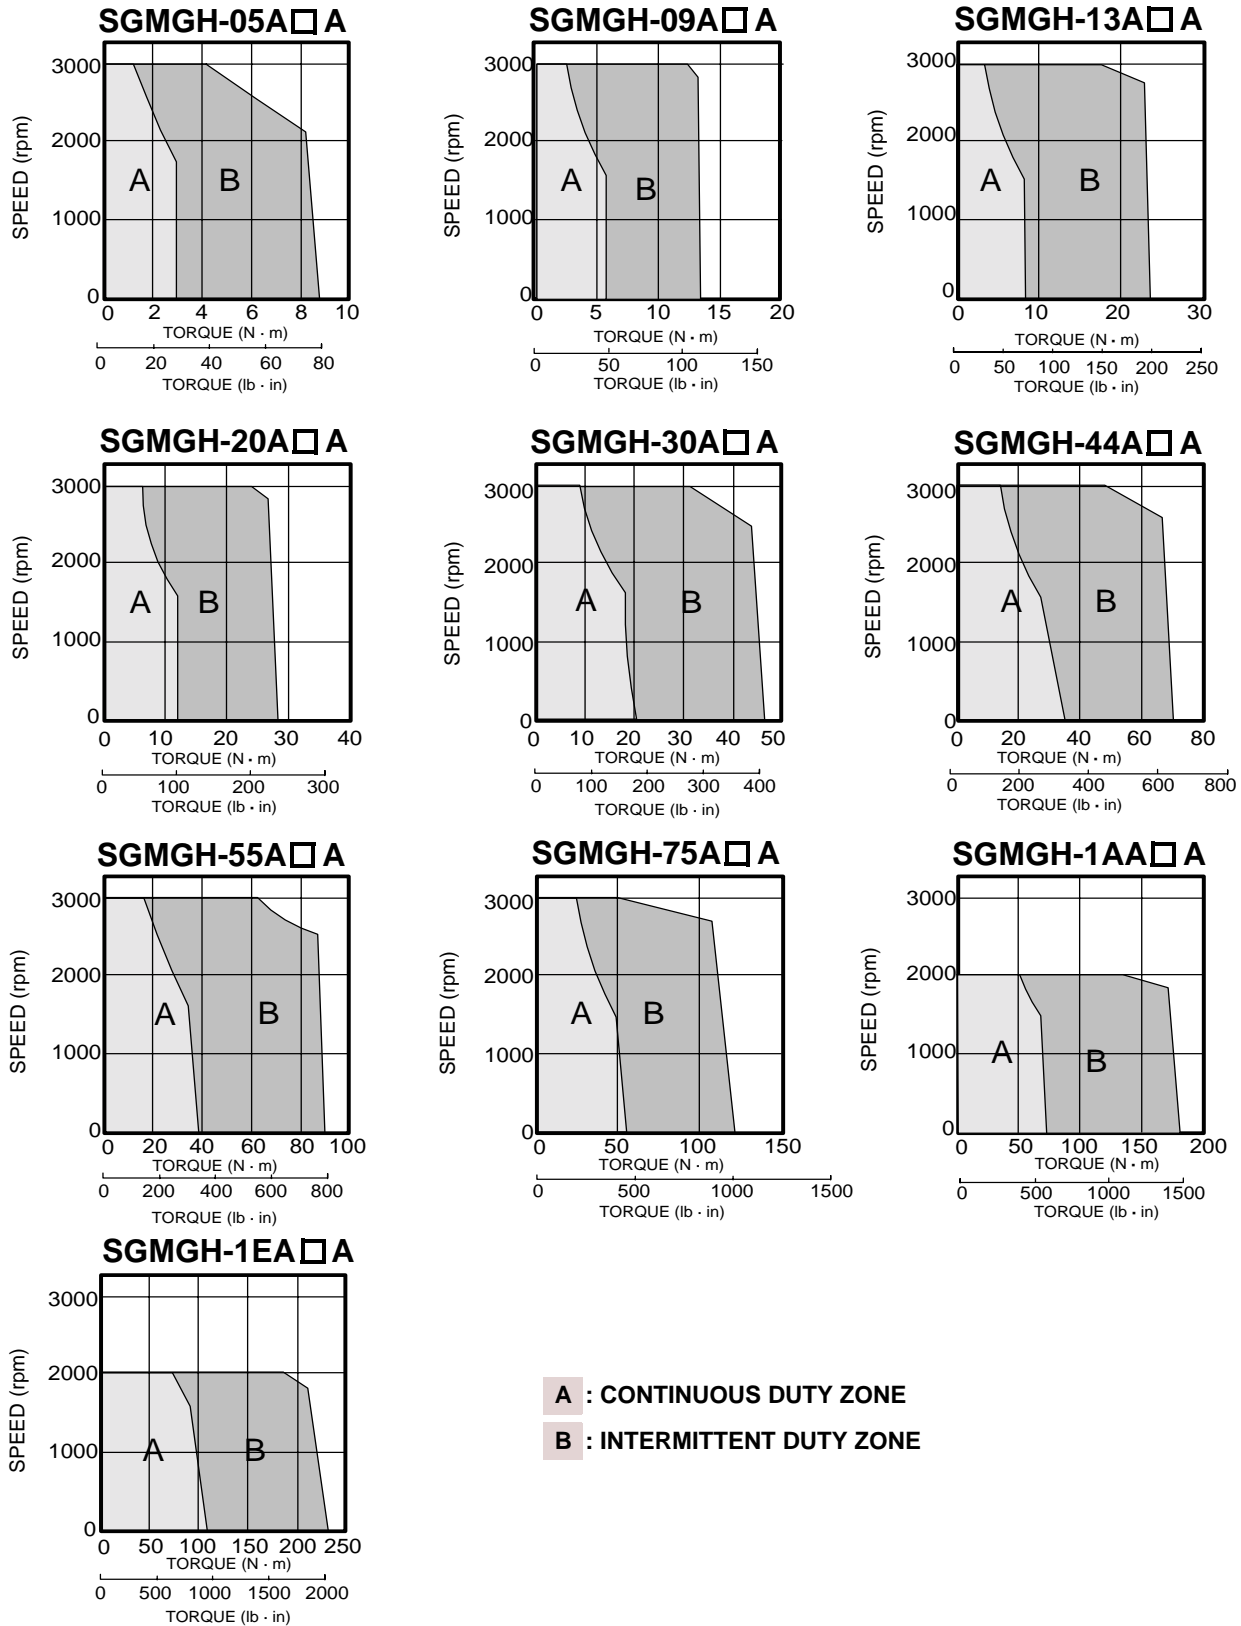 SGMGH-05A□A
SPEED (rpm)
3000
2000
1000
0
A
B
0 2 4 6 8 10
TORQUE (N · m)
0 20 40 60 80
TORQUE (lb · in)
SGMGH-09A□A
SPEED (rpm)
3000
2000
1000
0
A
B
0 5 10 15 20
TORQUE (N · m)
0 50 100 150
TORQUE (lb · in)
SGMGH-13A□A
SPEED (rpm)
3000
2000
1000
0
A
B
0 10 20 30
TORQUE (N · m)
0 50 100 150 200 250
TORQUE (lb · in)
SGMGH-20A□A
SPEED (rpm)
3000
2000
1000
0
A
B
0 10 20 30 40
TORQUE (N · m)
0 100 200 300
TORQUE (lb · in)
SGMGH-30A□A
SPEED (rpm)
3000
2000
1000
0
A
B
0 10 20 30 40 50
TORQUE (N · m)
0 100 200 300 400
TORQUE (lb · in)
SGMGH-44A□A
SPEED (rpm)
3000
2000
1000
0
A
B
0 20 40 60 80
TORQUE (N · m)
0 200 400 600 800
TORQUE (lb · in)
SGMGH-55A□A
SPEED (rpm)
3000
2000
1000
0
A
B
0 20 40 60 80 100
TORQUE (N · m)
0 200 400 600 800
TORQUE (lb · in)
SGMGH-75A□A
SPEED (rpm)
3000
2000
1000
0
A
B
0 50 100 150
TORQUE (N · m)
0 500 1000 1500
TORQUE (lb · in)
SGMGH-1AA□A
SPEED (rpm)
3000
2000
1000
0
A
B
0 50 100 150 200
TORQUE (N · m)
0 500 1000 1500
TORQUE (lb · in)
SGMGH-1EA□A
SPEED (rpm)
3000
2000
1000
0
A
B
0 50 100 150 200 250
TORQUE (N · m)
0 500 1000 1500 2000
TORQUE (lb · in)
A : CONTINUOUS DUTY ZONE
B : INTERMITTENT DUTY ZONE